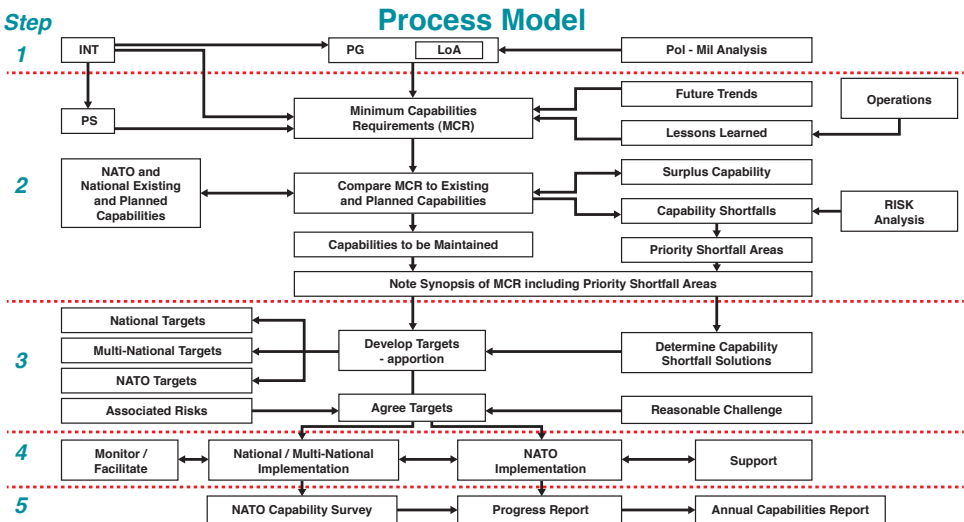 Process Model
Step
1
INT
PG
LoA
Pol - Mil Analysis
PS
Minimum Capabilities
Requirements (MCR)
Future Trends
Operations
Lessons Learned
2
NATO and
National Existing
and Planned
Capabilities
Compare MCR to Existing
and Planned Capabilities
Surplus Capability
Capability Shortfalls
RISK
Analysis
Capabilities to be Maintained
Priority Shortfall Areas
Note Synopsis of MCR including Priority Shortfall Areas
3
National Targets
Multi-National Targets
NATO Targets
Develop Targets
- apportion
Determine Capability
Shortfall Solutions
Associated Risks
Agree Targets
Reasonable Challenge
4
Monitor /
Facilitate
National / Multi-National
Implementation
NATO
Implementation
Support
5
NATO Capability Survey
Progress Report
Annual Capabilities Report